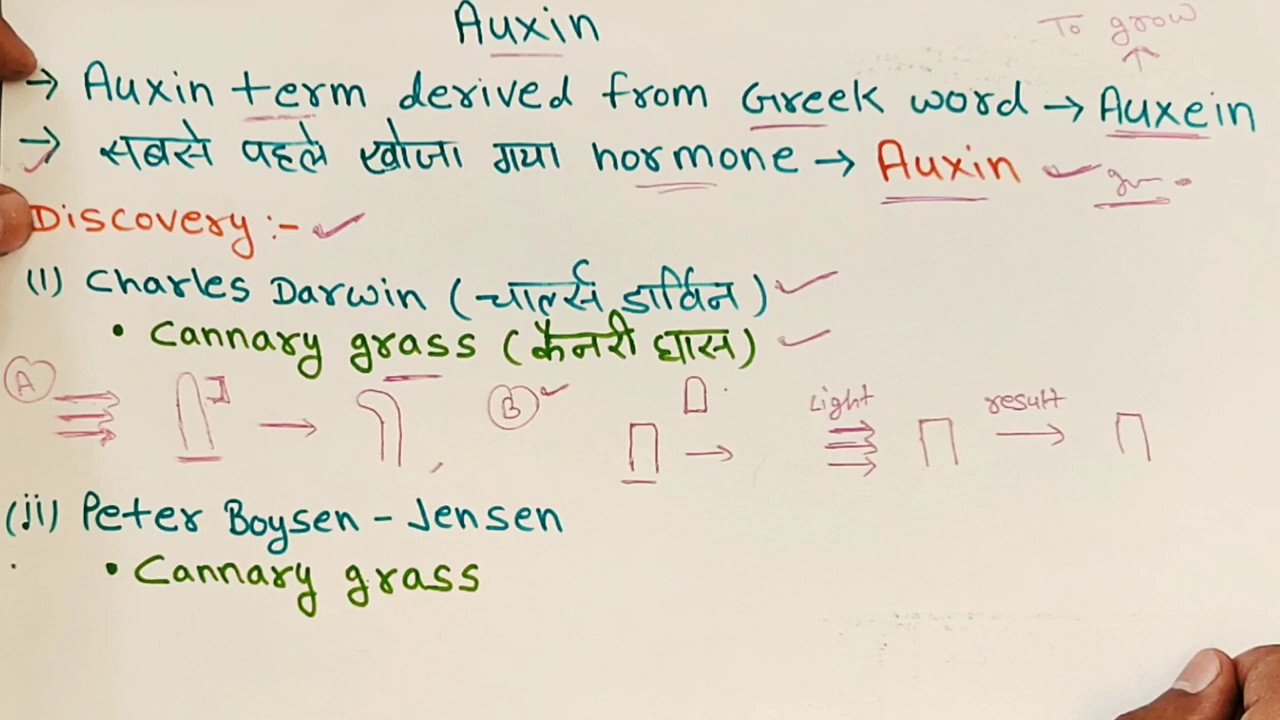 Auxin
To grow
→ Auxin term derived from Greek word → Auxein
→ सबसे पहले खोजा गया hormone → Auxin
Discovery :-
(i) Charles Darwin (चार्ल्स डार्विन)
• Cannary grass (कैनरी घास)
A B Light result
(ii) Peter Boysen - Jensen
• Cannary grass